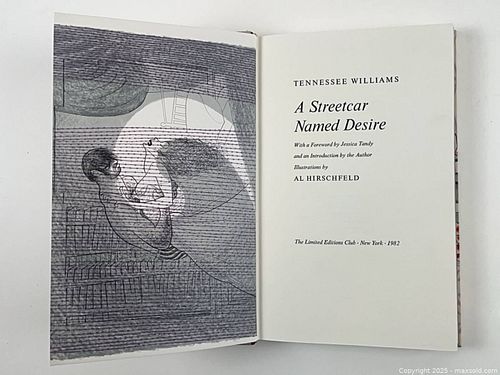 TENNESSEE WILLIAMS
A Streetcar
Named Desire
With a Foreword by Jessica Tandy
and an Introduction by the Author
Illustrations by
AL HIRSCHFELD
The Limited Editions Club · New York · 1982
Copyright 2025 - maxsold.com